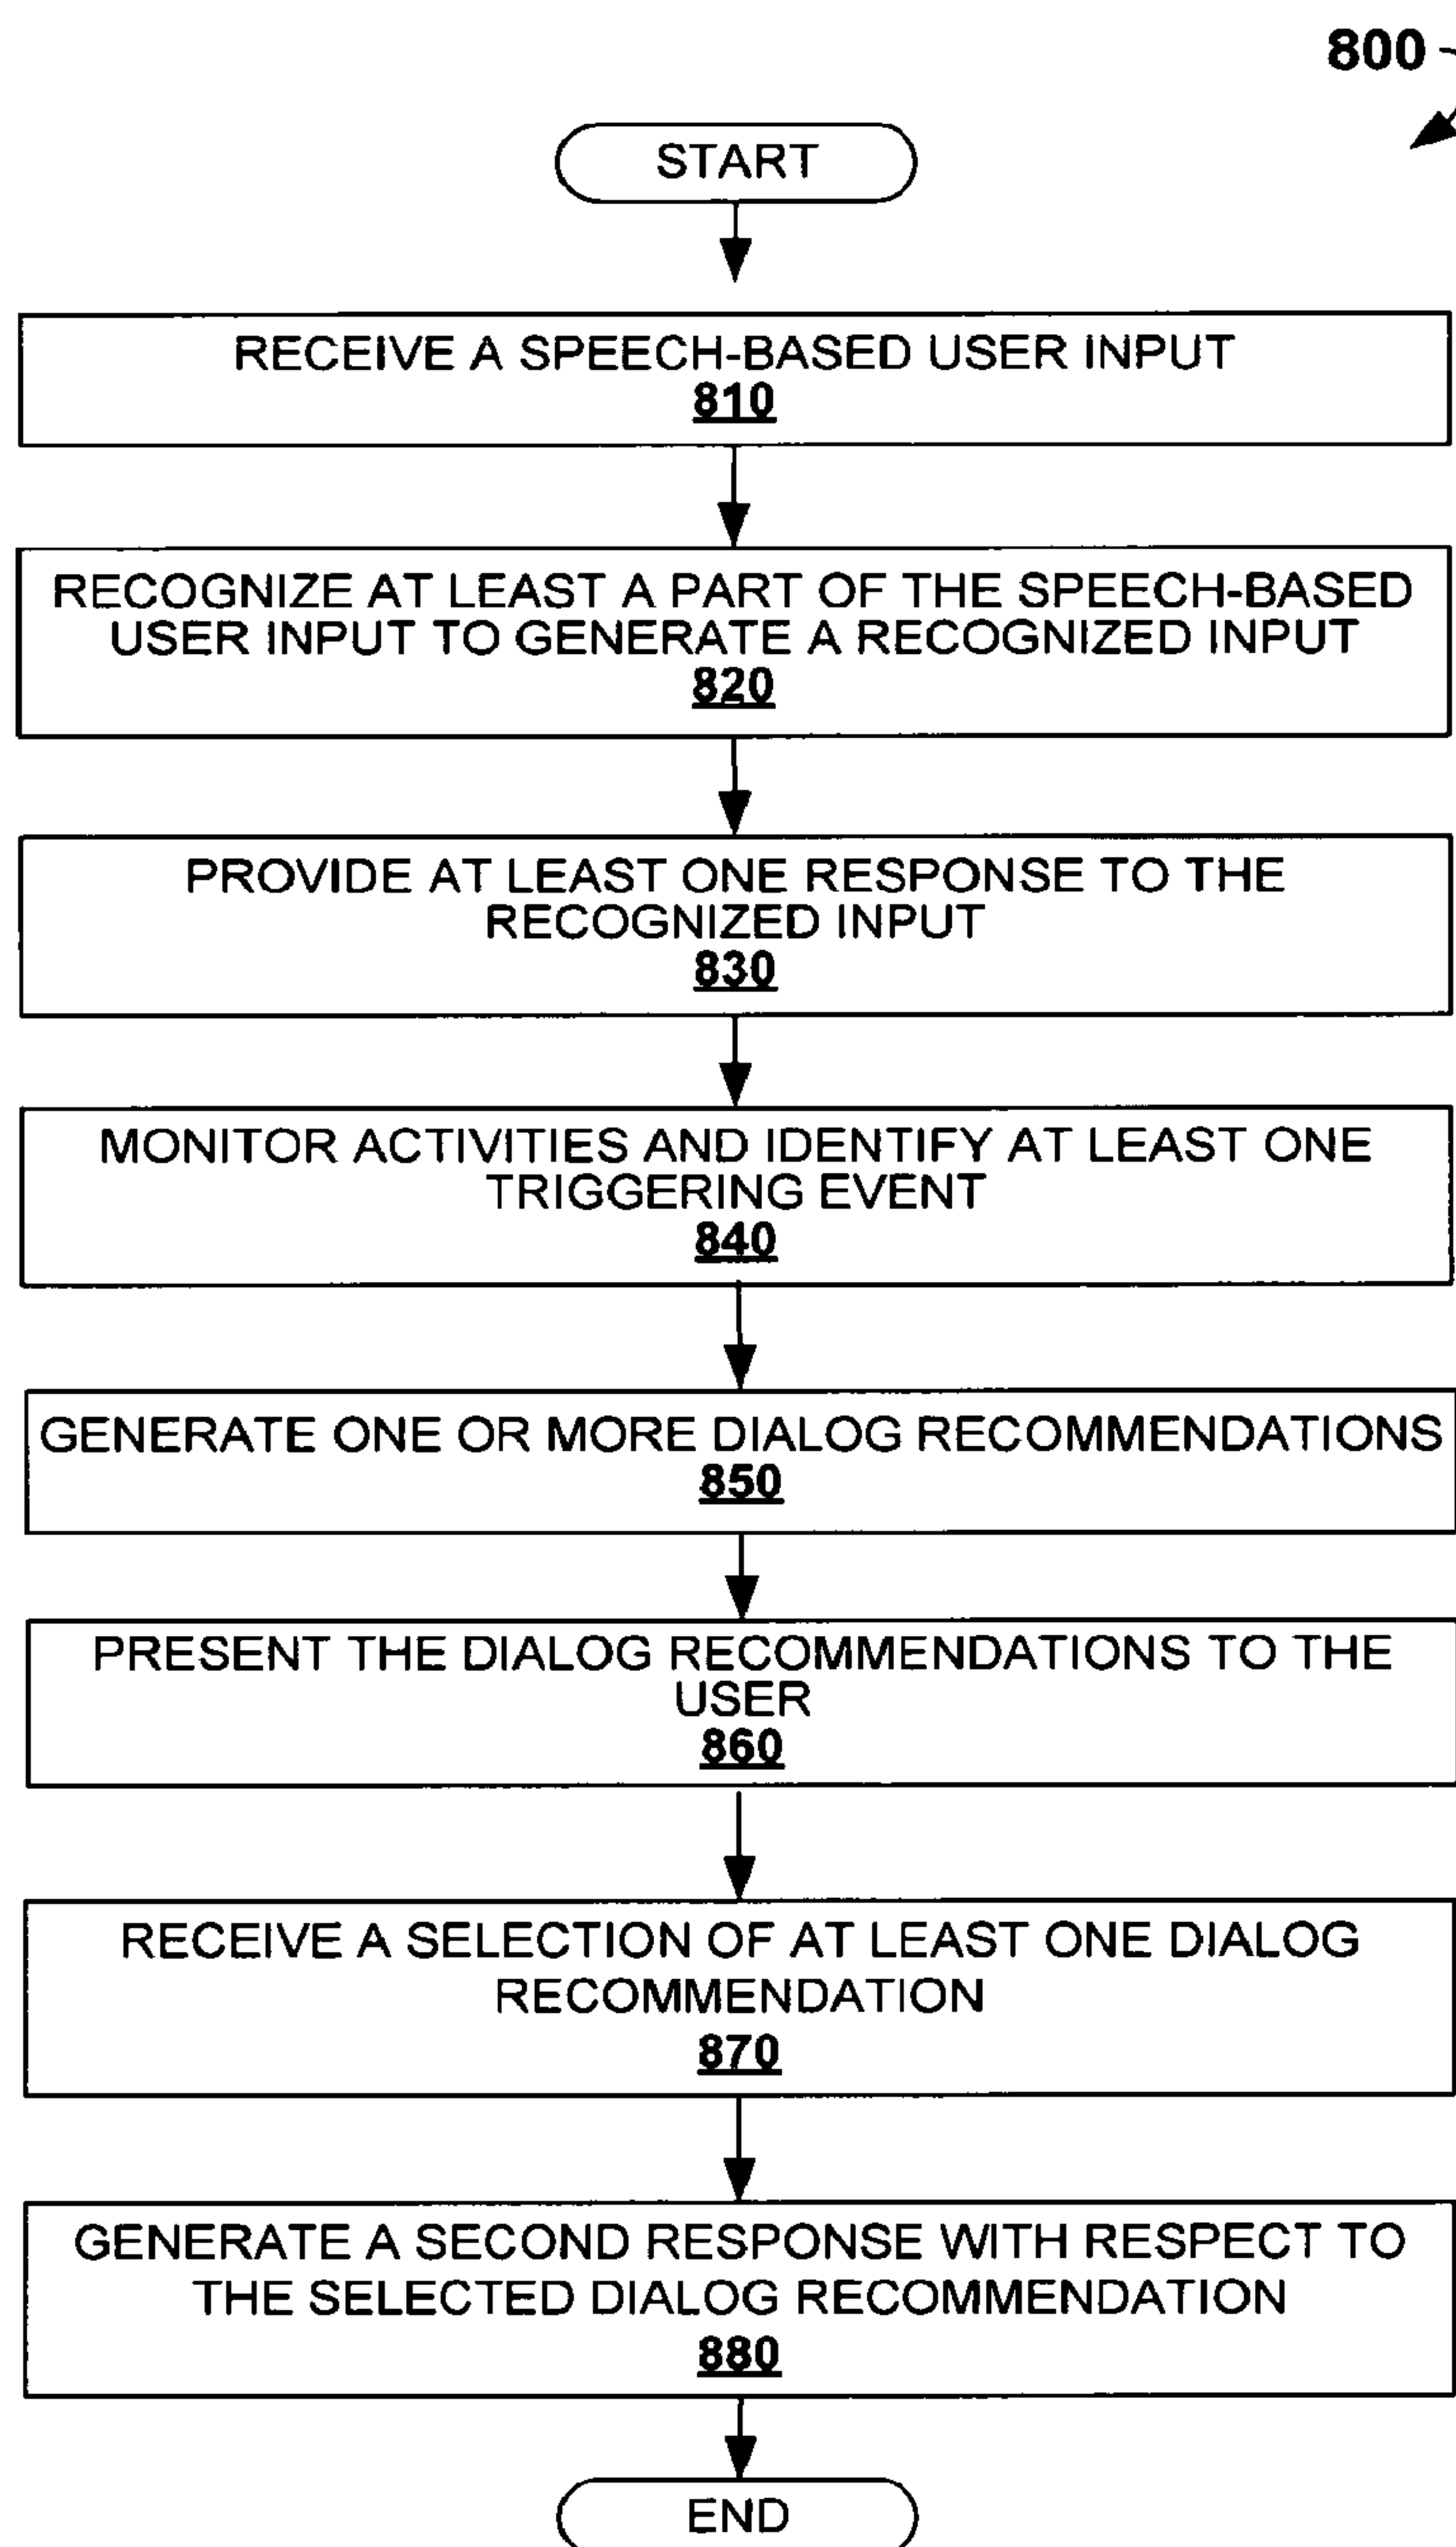 800
START
RECEIVE A SPEECH-BASED USER INPUT
810
RECOGNIZE AT LEAST A PART OF THE SPEECH-BASED
USER INPUT TO GENERATE A RECOGNIZED INPUT
820
PROVIDE AT LEAST ONE RESPONSE TO THE
RECOGNIZED INPUT
830
MONITOR ACTIVITIES AND IDENTIFY AT LEAST ONE
TRIGGERING EVENT
840
GENERATE ONE OR MORE DIALOG RECOMMENDATIONS
850
PRESENT THE DIALOG RECOMMENDATIONS TO THE
USER
860
RECEIVE A SELECTION OF AT LEAST ONE DIALOG
RECOMMENDATION
870
GENERATE A SECOND RESPONSE WITH RESPECT TO
THE SELECTED DIALOG RECOMMENDATION
880
END